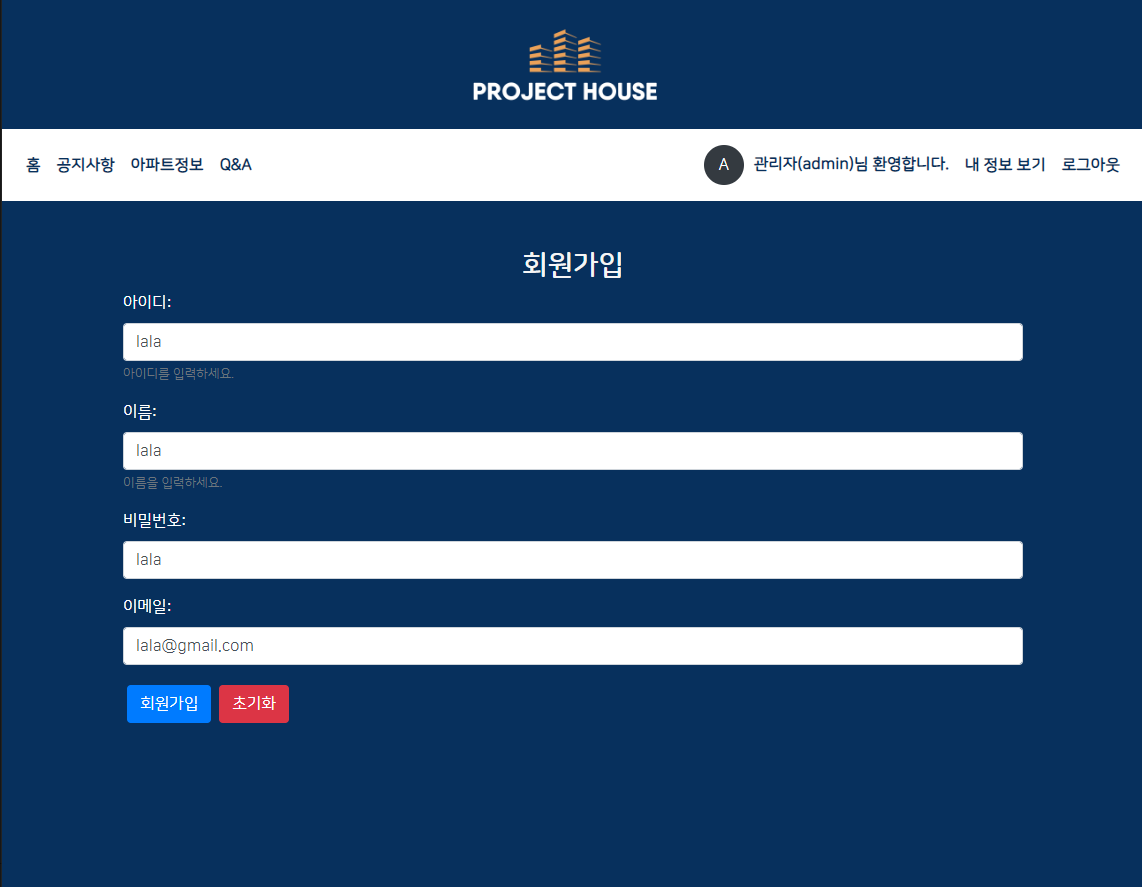 PROJECT HOUSE
홈 공지사항 아파트정보 Q&A A 관리자(admin)님 환영합니다. 내 정보 보기 로그아웃
회원가입
아이디:
lala
아이디를 입력하세요.
이름:
lala
이름을 입력하세요.
비밀번호:
lala
이메일:
lala@gmail.com
회원가입 초기화